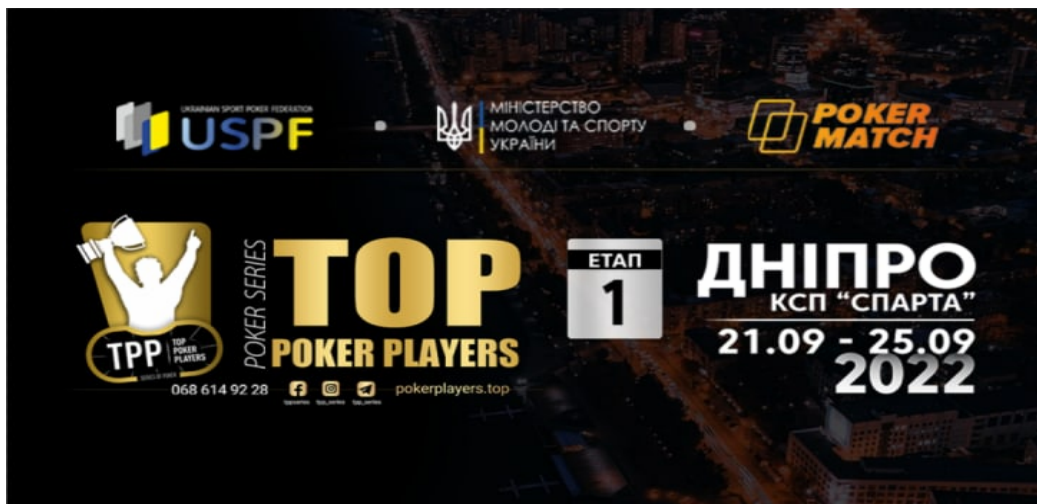 UKRAINIAN SPORT POKER FEDERATION
USPF
МІНІСТЕРСТВО
МОЛОДІ ТА СПОРТУ
УКРАЇНИ
POKER
MATCH
POKER SERIES
TOP
POKER PLAYERS
TPP
TOP
POKER
PLAYERS
068 614 92 28
pokerplayers.top
ЕТАП
1
ДНІПРО
КСП "СПАРТА"
21.09 - 25.09
2022